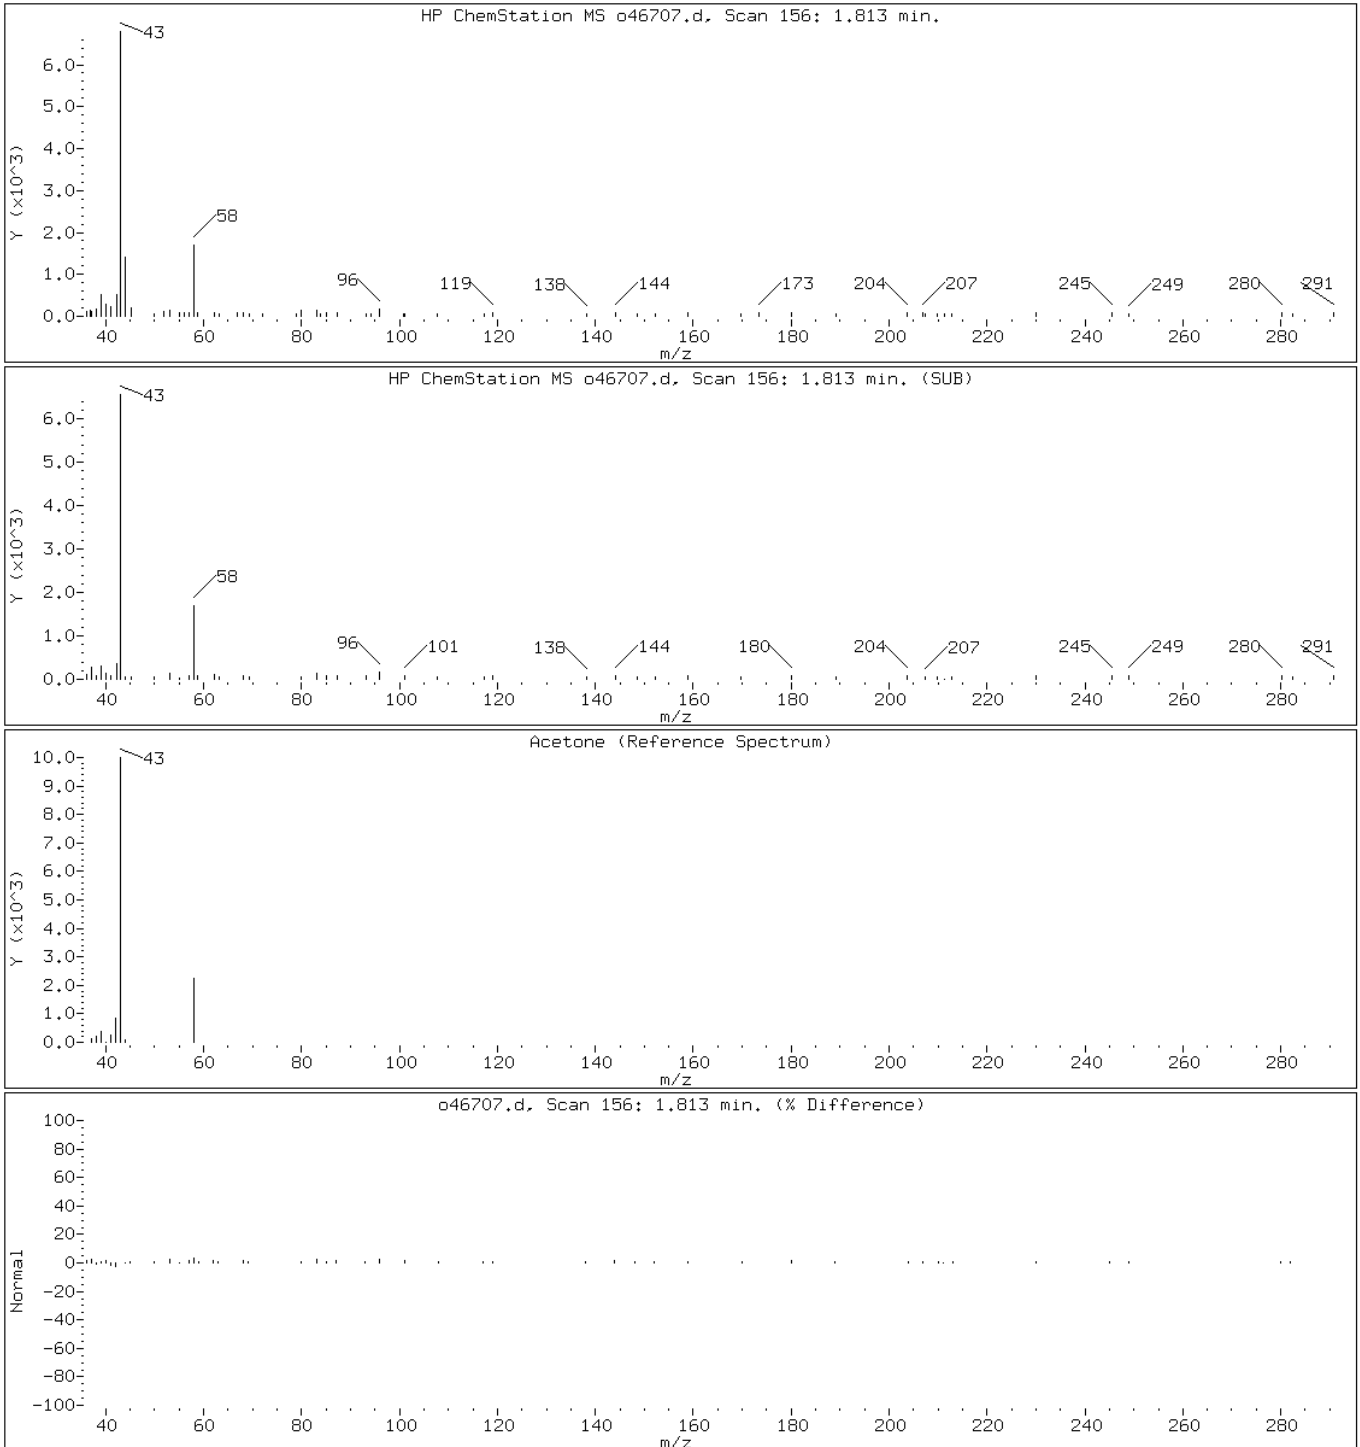 HP ChemStation MS o46707.d, Scan 156: 1.813 min.
43
6.0
5.0
4.0
3.0
2.0
1.0
0.0
Y (x10^3)
58
96 119 138 144 173 204 207 245 249 280 291
40 60 80 100 120 140 160 180 200 220 240 260 280
m/z
HP ChemStation MS o46707.d, Scan 156: 1.813 min. (SUB)
43
6.0
5.0
4.0
3.0
2.0
1.0
0.0
Y (x10^3)
58
96 101 138 144 180 204 207 245 249 280 291
40 60 80 100 120 140 160 180 200 220 240 260 280
m/z
Acetone (Reference Spectrum)
43
10.0
9.0
8.0
7.0
6.0
5.0
4.0
3.0
2.0
1.0
0.0
Y (x10^3)
40 60 80 100 120 140 160 180 200 220 240 260 280
m/z
o46707.d, Scan 156: 1.813 min. (% Difference)
100
80
60
40
20
0
-20
-40
-60
-80
-100
Normal
40 60 80 100 120 140 160 180 200 220 240 260 280
m/z